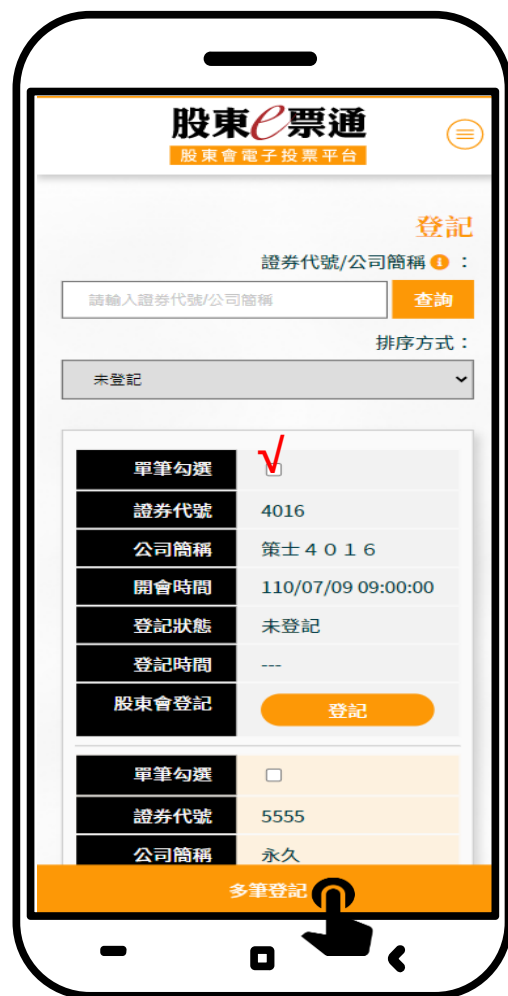 股東e票通
股東會電子投票平台
登記
證券代號/公司簡稱 ：
請輸入證券代號/公司簡稱 查詢
排序方式：
未登記
單筆勾選 √
證券代號 4016
公司簡稱 策士４０１６
開會時間 110/07/09 09:00:00
登記狀態 未登記
登記時間 ---
股東會登記 登記
單筆勾選
證券代號 5555
公司簡稱 永久
多筆登記